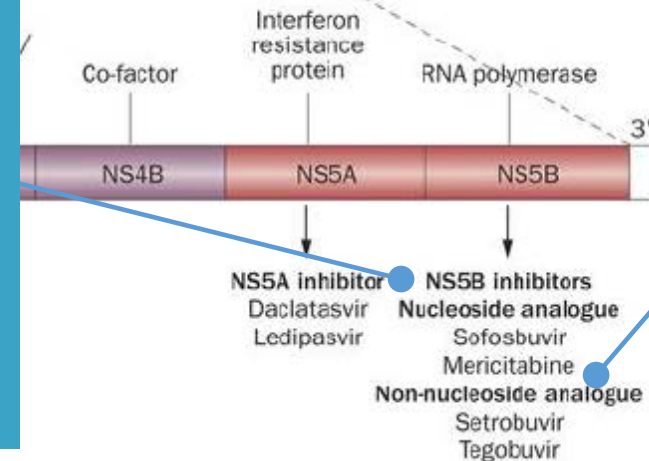 Interferon
resistance
protein
Co-factor
RNA polymerase
3'
NS4B
NS5A
NS5B
NS5A inhibitor
Daclatasvir
Ledipasvir
NS5B inhibitors
Nucleoside analogue
Sofosbuvir
Mericitabine
Non-nucleoside analogue
Setrobuvir
Tegobuvir